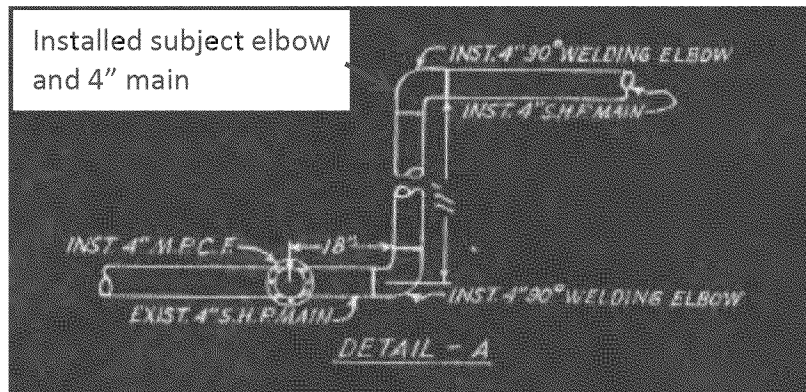 Installed subject elbow
and 4” main
INST. 4" 90° WELDING ELBOW
INST. 4" S.H.P. MAIN
INST. 4" M.P.C.F.
18"
EXIST. 4" S.H.P. MAIN
INST. 4" 90° WELDING ELBOW
DETAIL - A